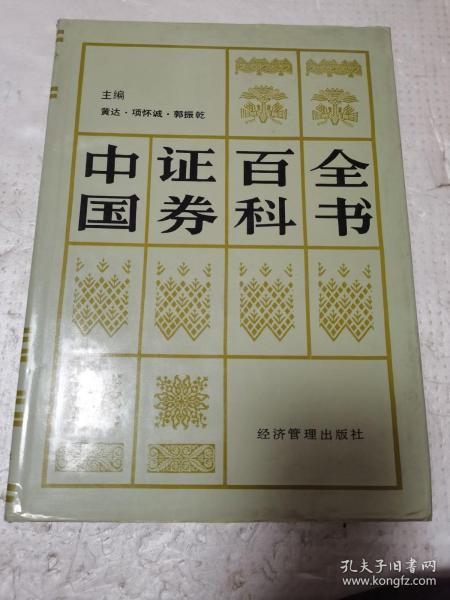 主编
黄达·项怀诚·郭振乾
中国证券百科全书
经济管理出版社
孔夫子旧书网
www.kongfz.com